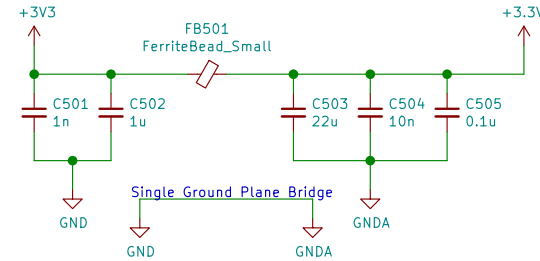 +3V3
+3.3V
FB501
FerriteBead_Small
C501
1n
C502
1u
C503
22u
C504
10n
C505
0.1u
GND
GNDA
Single Ground Plane Bridge
GND
GNDA